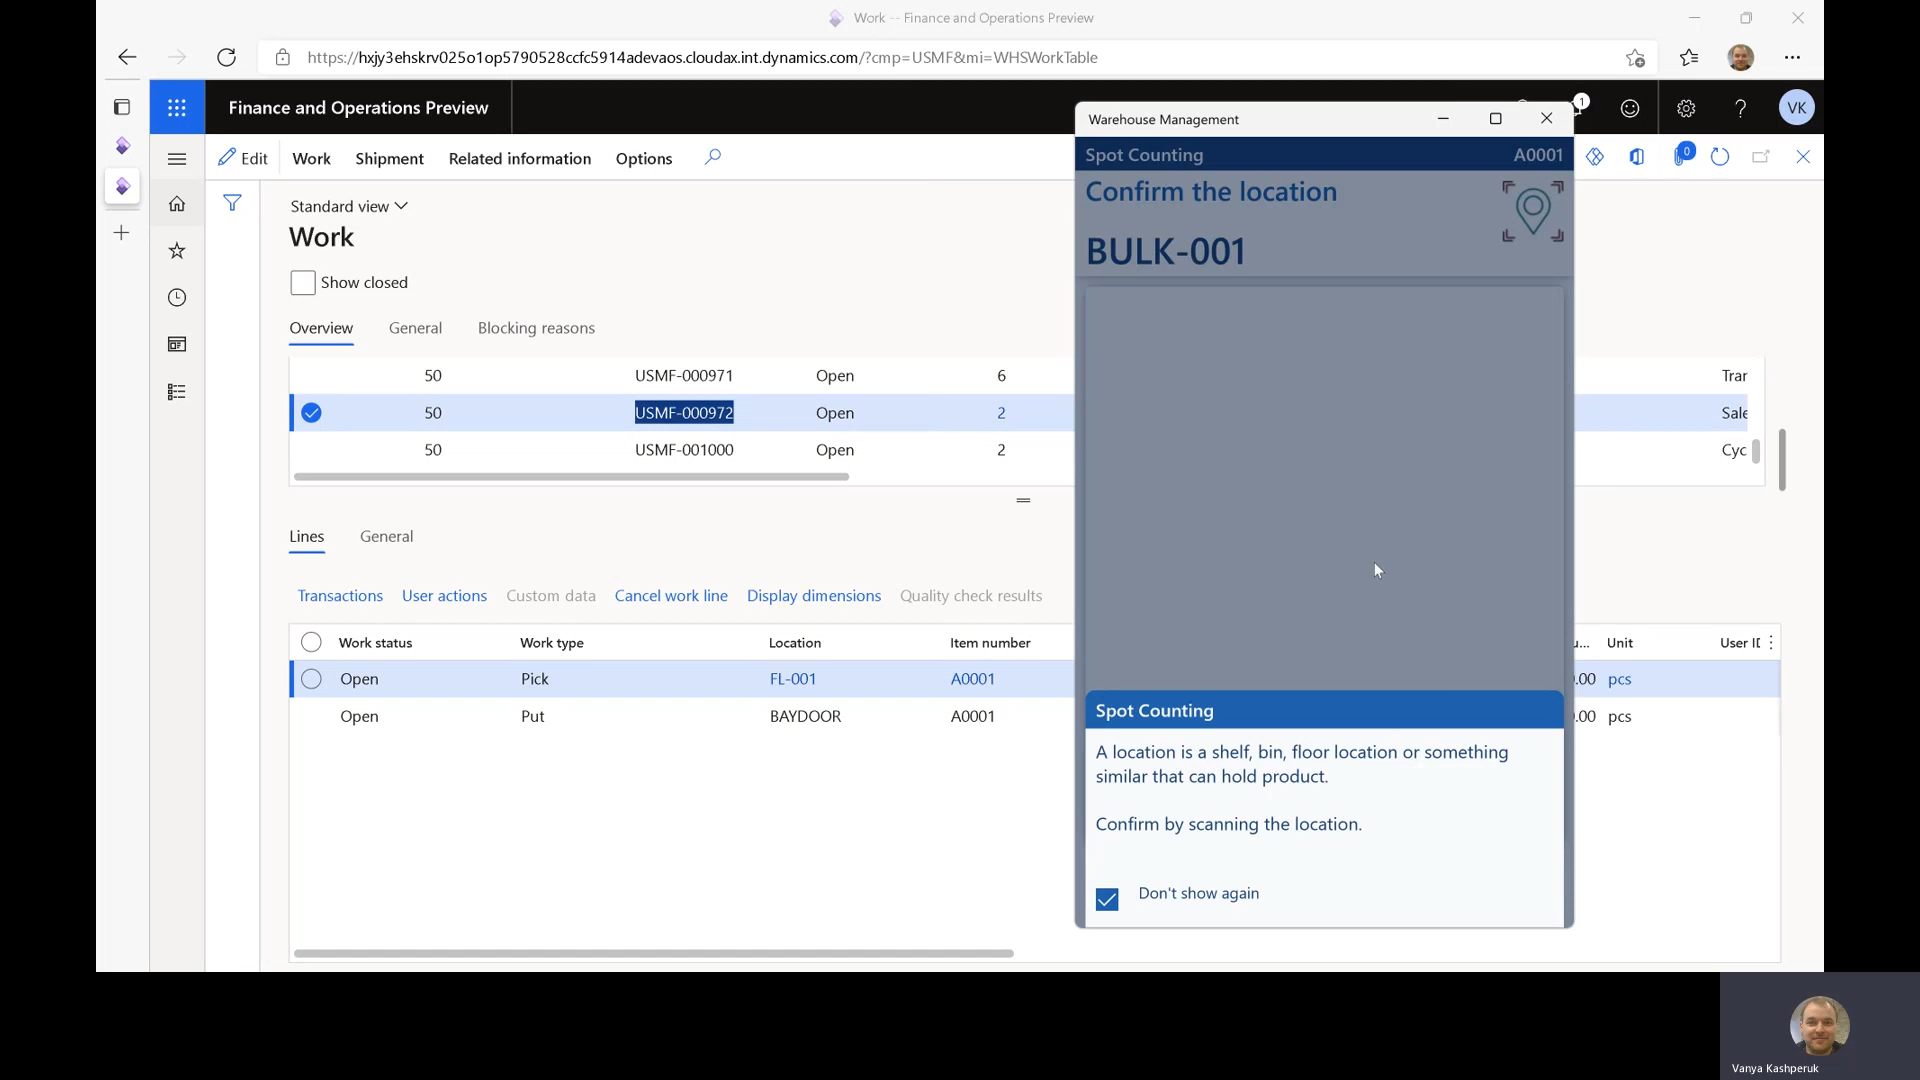 Work -- Finance and Operations Preview
https://hxjy3ehskrv025o1op5790528ccfc5914adevaos.cloudax.int.dynamics.com/?cmp=USMF&mi=WHSWorkTable
Finance and Operations Preview
1
?
VK
Edit
Work
Shipment
Related information
Options
0
Standard view
Work
Show closed
Overview
General
Blocking reasons
50 USMF-000971 Open 6 Tran
50 USMF-000972 Open 2 Sale
50 USMF-001000 Open 2 Cyc
Lines
General
Transactions
User actions
Custom data
Cancel work line
Display dimensions
Quality check results
Work status Work type Location Item number u... Unit User ID
Open Pick FL-001 A0001 .00 pcs
Open Put BAYDOOR A0001 .00 pcs
Warehouse Management
Spot Counting A0001
Confirm the location
BULK-001
Spot Counting
A location is a shelf, bin, floor location or something
similar that can hold product.
Confirm by scanning the location.
Don't show again
Vanya Kashperuk